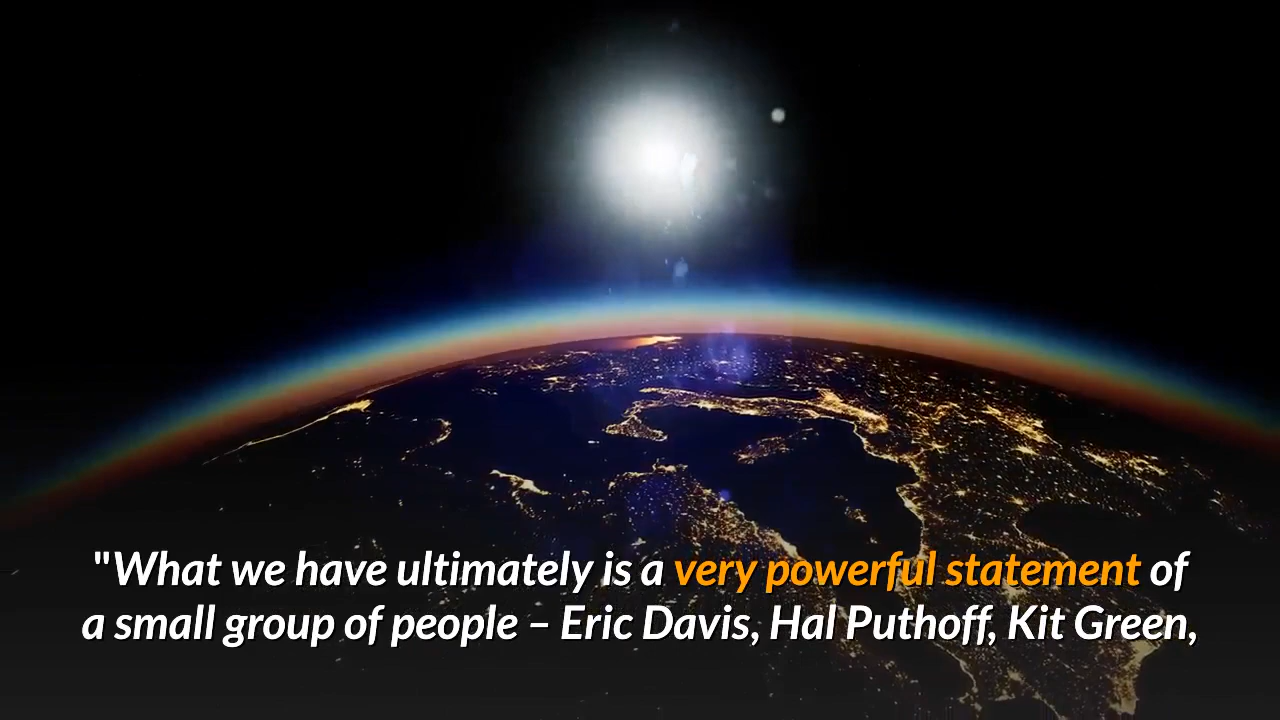 "What we have ultimately is a very powerful statement of
a small group of people – Eric Davis, Hal Puthoff, Kit Green,